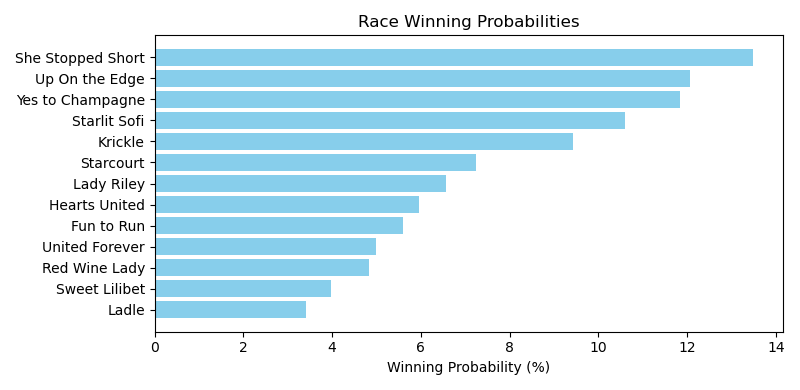 Race Winning Probabilities
She Stopped Short
Up On the Edge
Yes to Champagne
Starlit Sofi
Krickle
Starcourt
Lady Riley
Hearts United
Fun to Run
United Forever
Red Wine Lady
Sweet Lilibet
Ladle
0 2 4 6 8 10 12 14
Winning Probability (%)